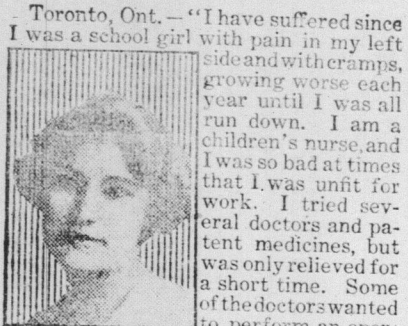 Toronto, Ont. — "I have suffered since
I was a school girl with pain in my left
side and with cramps,
growing worse each
year until I was all
run down. I am a
children's nurse, and
I was so bad at times
that I was unfit for
work. I tried sev-
eral doctors and pa-
tent medicines, but
was only relieved for
a short time. Some
of the doctors wanted
to perform an